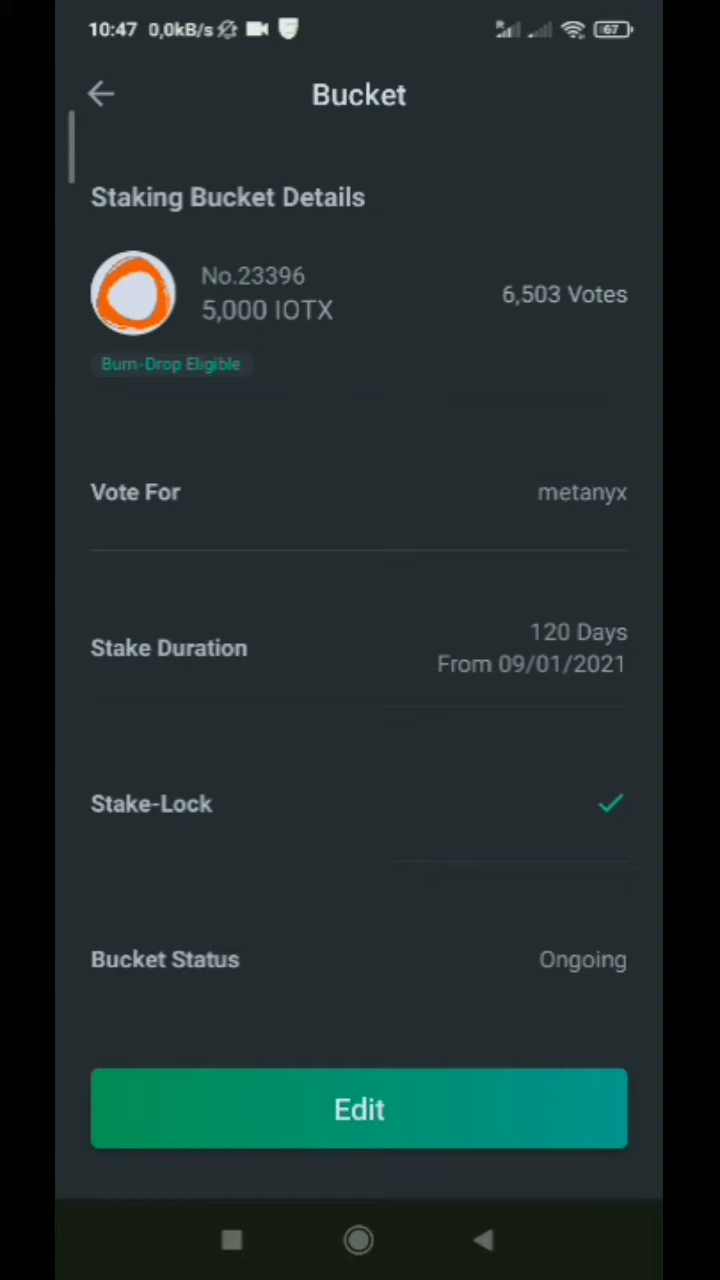 10:47 0,0kB/s 67
Bucket
Staking Bucket Details
No.23396
5,000 IOTX
6,503 Votes
Burn-Drop Eligible
Vote For
metanyx
Stake Duration
120 Days
From 09/01/2021
Stake-Lock
Bucket Status
Ongoing
Edit